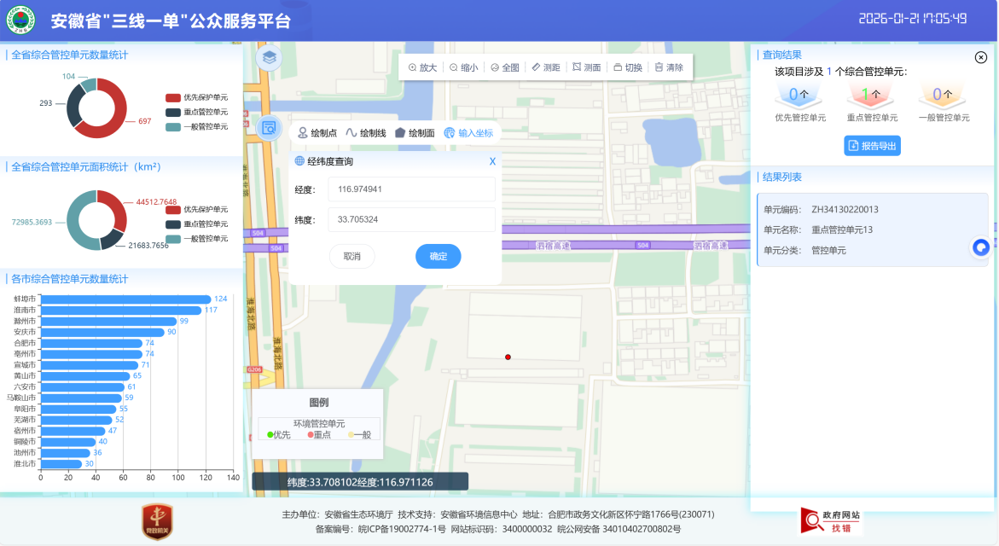 安徽省"三线一单"公众服务平台
2026-01-21 17:05:49
全省综合管控单元数量统计
104
293
697
优先保护单元
重点管控单元
一般管控单元
全省综合管控单元面积统计（km²）
44512.7648
72985.3693
21683.7656
优先保护单元
重点管控单元
一般管控单元
各市综合管控单元数量统计
蚌埠市 124
淮南市 117
滁州市 99
安庆市 90
合肥市 74
亳州市 74
宣城市 71
黄山市 65
六安市 61
马鞍山市 59
阜阳市 55
芜湖市 52
宿州市 47
铜陵市 40
池州市 36
淮北市 30
0 20 40 60 80 100 120 140
放大 缩小 全图 测距 测面 切换 清除
绘制点 绘制线 绘制面 输入坐标
经纬度查询 X
经度： 116.974941
纬度： 33.705324
取消 确定
S04
S04
泗宿高速 S04 泗宿高速
淮海北路
淮海北路
G206
图例
环境管控单元
优先 重点 一般
纬度:33.708102经度:116.971126
查询结果
该项目涉及 1 个综合管控单元:
0个 1个 0个
优先管控单元 重点管控单元 一般管控单元
报告导出
结果列表
单元编码： ZH34130220013
单元名称： 重点管控单元13
单元分类： 管控单元
党政机关
主办单位：安徽省生态环境厅 技术支持：安徽省环境信息中心 地址：合肥市政务文化新区怀宁路1766号(230071)
备案编号：皖ICP备19002774-1号 网站标识码：3400000032 皖公网安备 34010402700802号
政府网站
找错